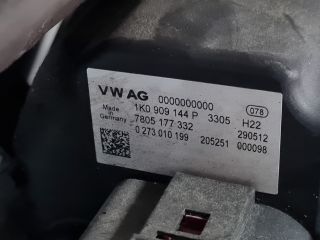 VW AG 0000000000 078
Made in Germany 1K0 909 144 P 3305 H22
7805 177 332 290512
0 273 010 199 205251 000098